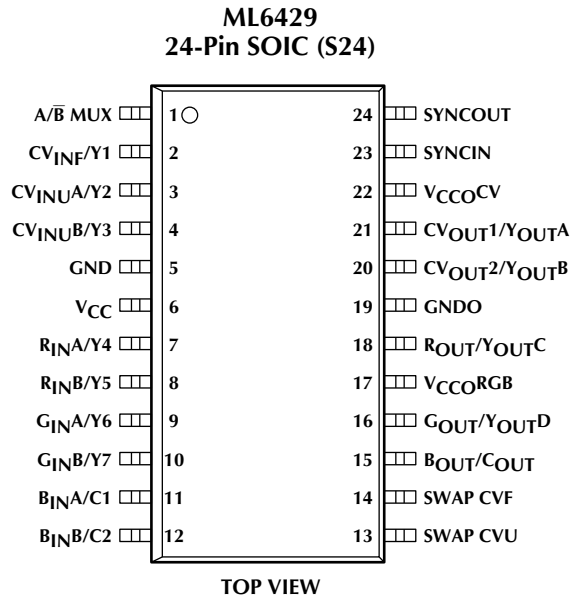 ML6429
24-Pin SOIC (S24)
A/B̅ MUX 1 24 SYNCOUT
CVINF/Y1 2 23 SYNCIN
CVINUA/Y2 3 22 VCCOCV
CVINUB/Y3 4 21 CVOUT1/YOUTA
GND 5 20 CVOUT2/YOUTB
VCC 6 19 GNDO
RINA/Y4 7 18 ROUT/YOUTC
RINB/Y5 8 17 VCCORGB
GINA/Y6 9 16 GOUT/YOUTD
GINB/Y7 10 15 BOUT/COUT
BINA/C1 11 14 SWAP CVF
BINB/C2 12 13 SWAP CVU
TOP VIEW